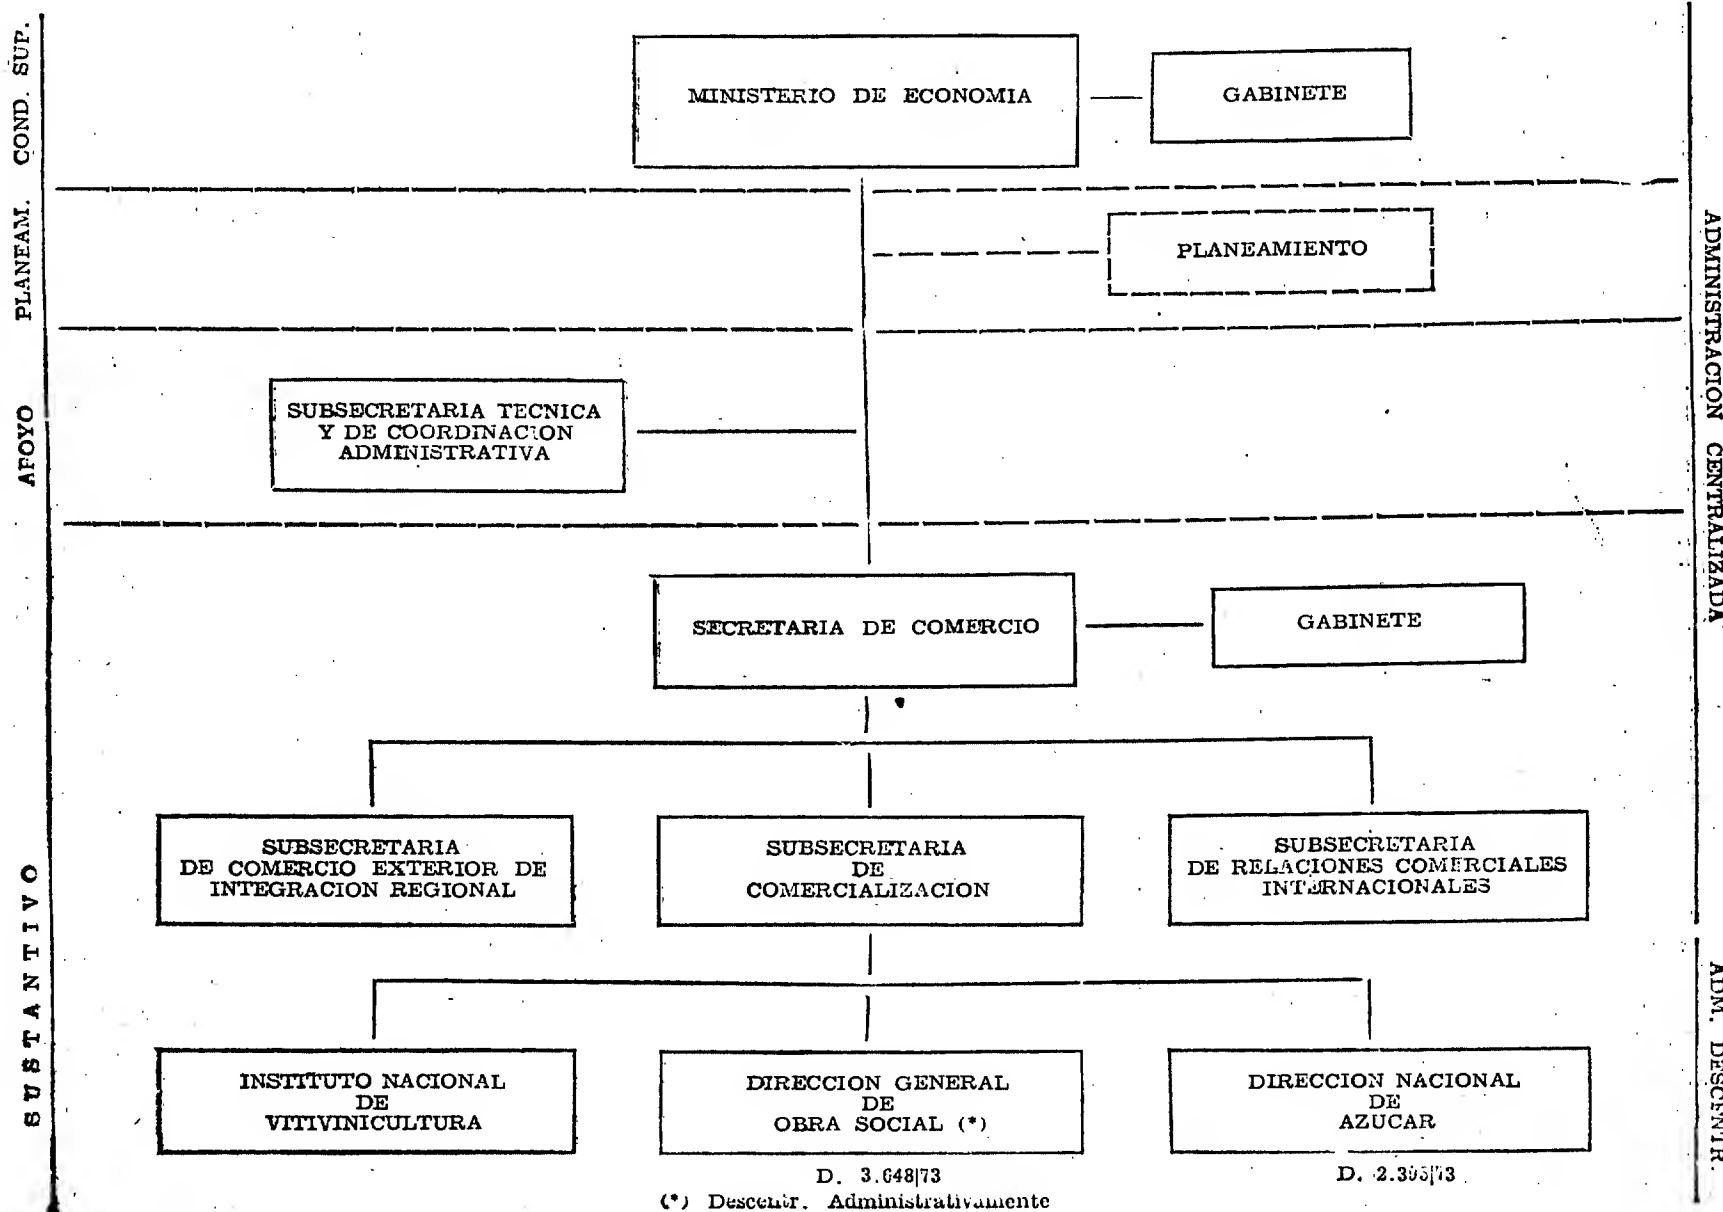 COND. SUP.
MINISTERIO DE ECONOMIA
GABINETE
PLANEAM.
PLANEAMIENTO
ADMINISTRACION CENTRALIZADA
APOYO
SUBSECRETARIA TECNICA
Y DE COORDINACION
ADMINISTRATIVA
SECRETARIA DE COMERCIO
GABINETE
SUSTANTIVO
SUBSECRETARIA
DE COMERCIO EXTERIOR DE
INTEGRACION REGIONAL
SUBSECRETARIA
DE
COMERCIALIZACION
SUBSECRETARIA
DE RELACIONES COMERCIALES
INTERNACIONALES
ADM. DESCENTR.
INSTITUTO NACIONAL
DE
VITIVINICULTURA
DIRECCION GENERAL
DE
OBRA SOCIAL (*)
DIRECCION NACIONAL
DE
AZUCAR
D. 3.648|73
D.
(*) Descentr. Administrativamente